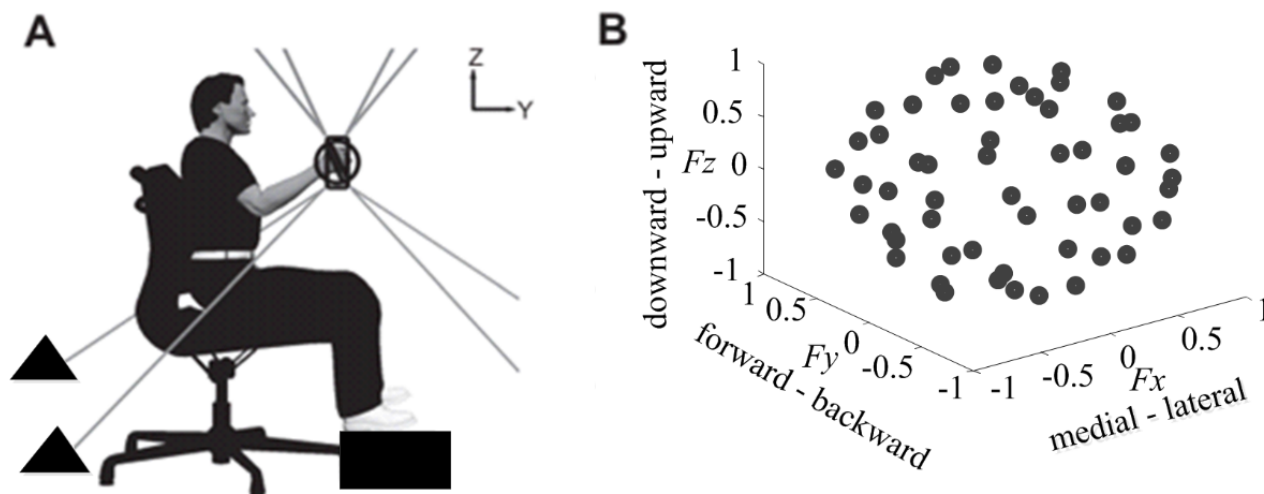 A
Z
Y
B
downward - upward
1
0.5
Fz 0
-0.5
-1
1
0.5
Fy 0
-0.5
-1
forward - backward
-1
-0.5
0
Fx
0.5
1
medial - lateral